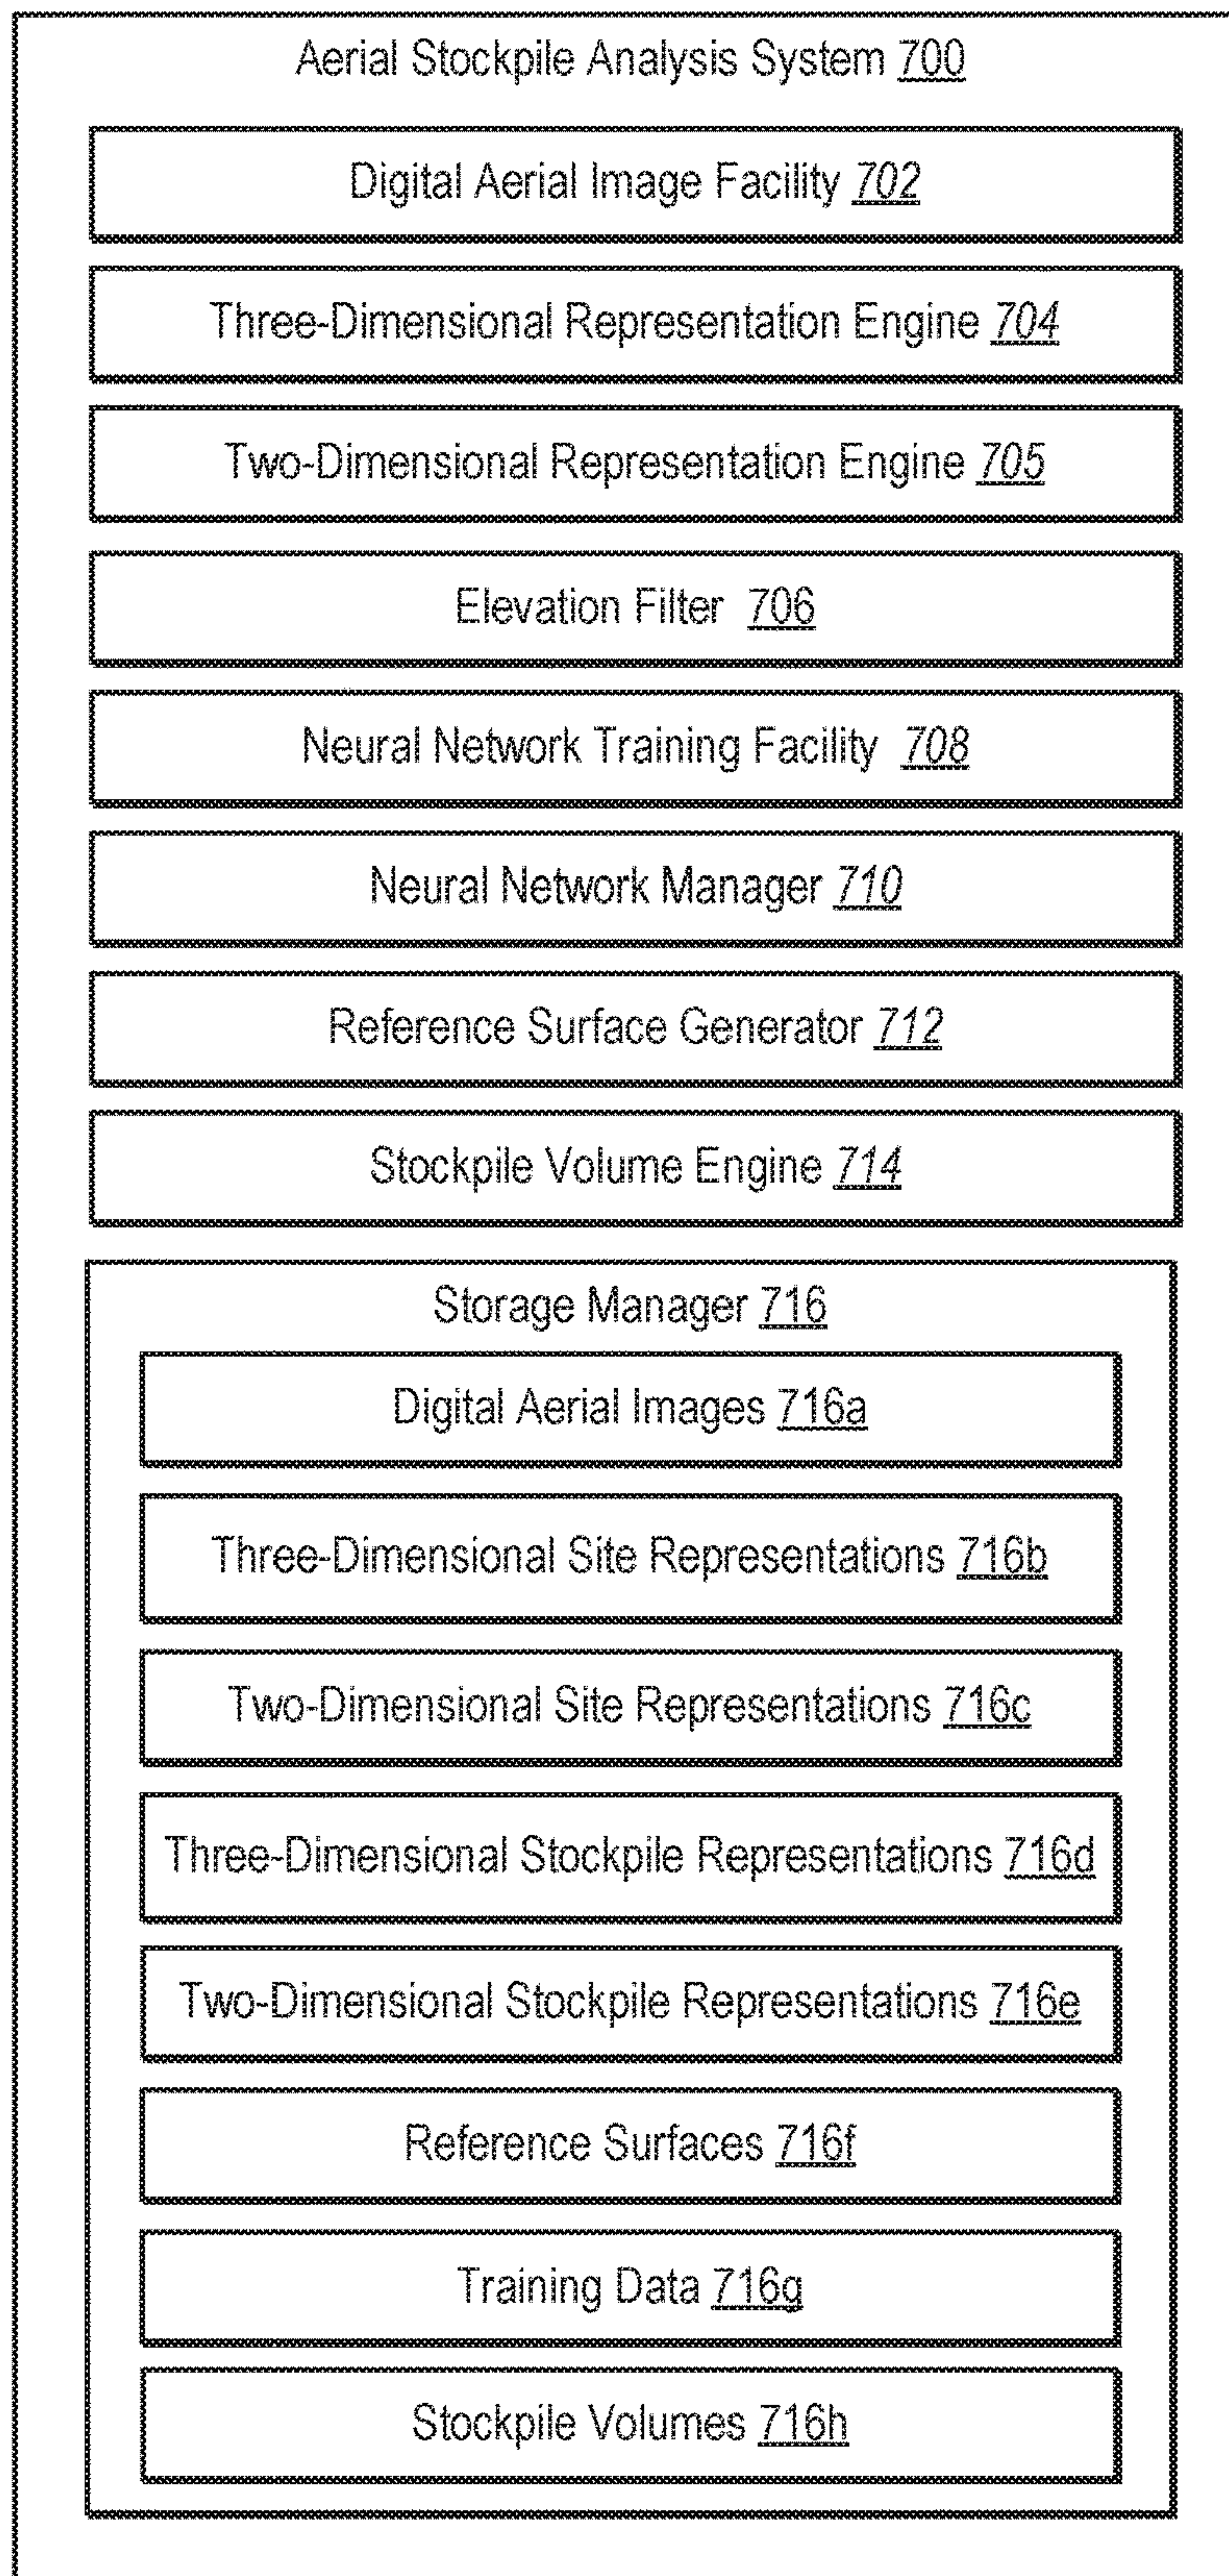 Aerial Stockpile Analysis System 700
Digital Aerial Image Facility 702
Three-Dimensional Representation Engine 704
Two-Dimensional Representation Engine 705
Elevation Filter 706
Neural Network Training Facility 708
Neural Network Manager 710
Reference Surface Generator 712
Stockpile Volume Engine 714
Storage Manager 716
Digital Aerial Images 716a
Three-Dimensional Site Representations 716b
Two-Dimensional Site Representations 716c
Three-Dimensional Stockpile Representations 716d
Two-Dimensional Stockpile Representations 716e
Reference Surfaces 716f
Training Data 716g
Stockpile Volumes 716h